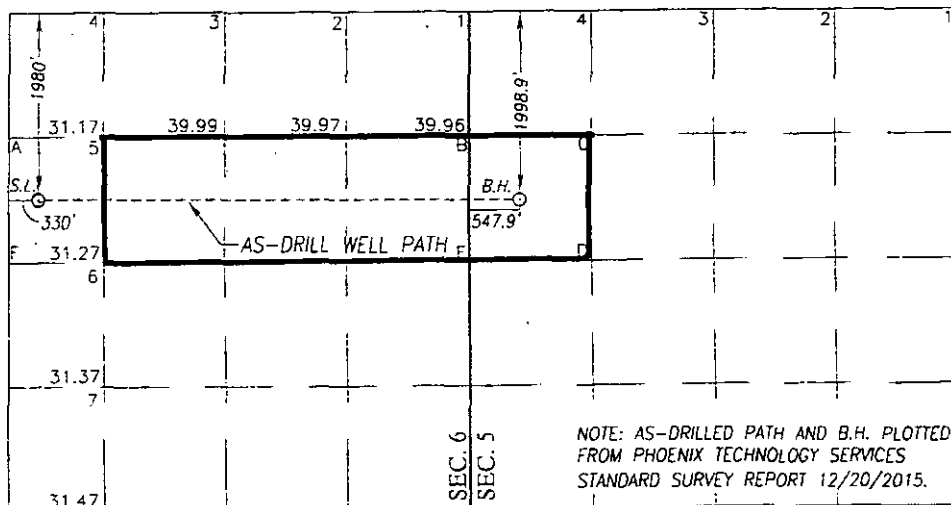 4 3 2 1 4 3 2 1
1980'
1998.9'
31.17 39.99 39.97 39.96
A 5 B C
S.L. B.H.
330' 547.9'
AS-DRILL WELL PATH
31.27 E D
6
31.37
7
SEC. 6
SEC. 5
NOTE: AS-DRILLED PATH AND B.H. PLOTTED
FROM PHOENIX TECHNOLOGY SERVICES
STANDARD SURVEY REPORT 12/20/2015.
31.47